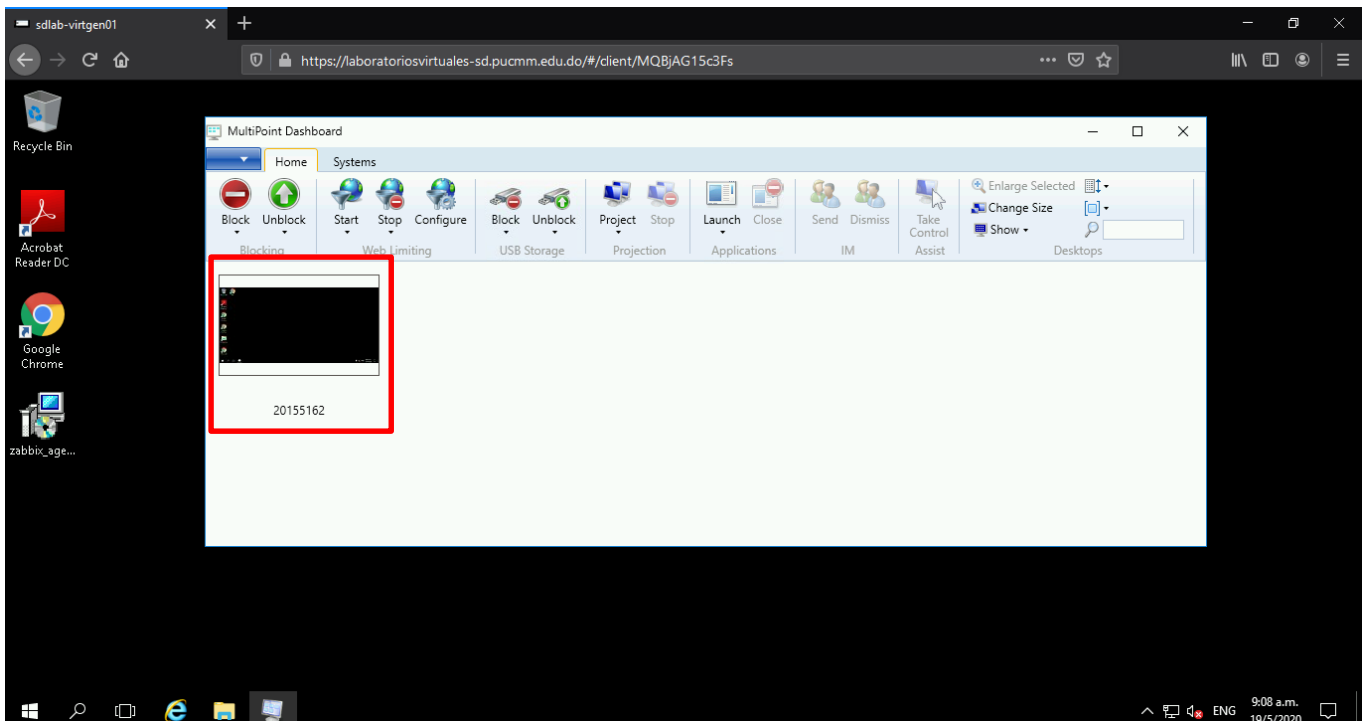 sdlab-virtgen01
https://laboratoriosvirtuales-sd.pucmm.edu.do/#/client/MQBjAG15c3Fs
Recycle Bin
Acrobat
Reader DC
Google
Chrome
zabbix_age...
MultiPoint Dashboard
Home Systems
Block Unblock Start Stop Configure Block Unblock Project Stop Launch Close Send Dismiss Take
Control
Enlarge Selected
Change Size
Show
Blocking Web Limiting USB Storage Projection Applications IM Assist Desktops
20155162
ENG
9:08 a.m.
19/5/2020